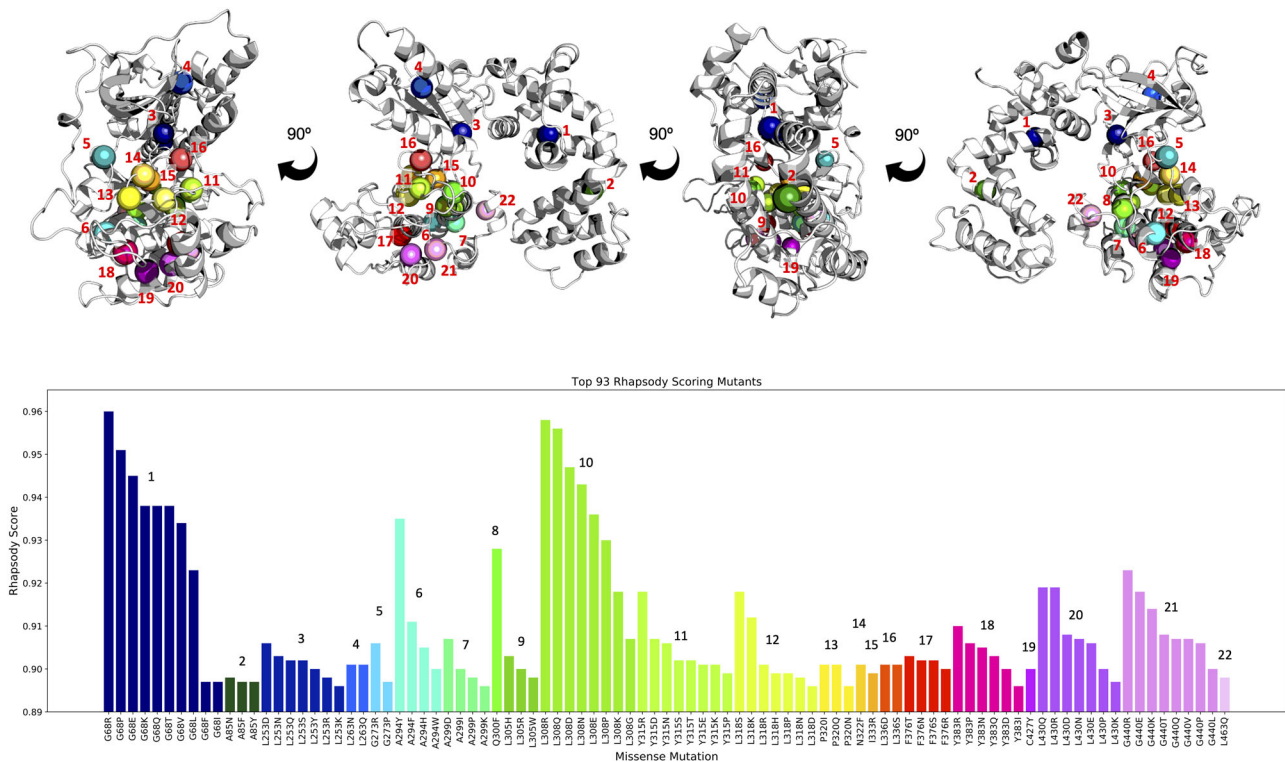 4
3
5
14
16
15
13
11
12
6
18
19
20
90º
4
3
1
16
15
11
10
2
12
9
22
17
6
7
20
21
90º
1
16
5
11
2
10
9
19
90º
4
1
3
16
5
14
10
2
8
22
13
12
7
6
18
19
Top 93 Rhapsody Scoring Mutants
Rhapsody Score
0.96
0.95
0.94
0.93
0.92
0.91
0.90
0.89
1
2
3
4
5
6
7
8
9
10
11
12
13
14
15
16
17
18
19
20
21
22
G68R
G68P
G68E
G68K
G68Q
G68T
G68V
G68L
G68F
G68I
A85N
A85F
A85Y
L253D
L253N
L253Q
L253S
L253Y
L253R
L253K
L263N
L263Q
G273R
G273P
A294Y
A294F
A294H
A294W
A299D
A299I
A299P
A299K
Q300F
L305H
L305R
L305W
L308R
L308Q
L308D
L308N
L308E
L308P
L308K
L308G
Y315R
Y315D
Y315N
Y315S
Y315T
Y315E
Y315K
Y315P
L318S
L318K
L318R
L318H
L318P
L318N
L318D
P320I
P320Q
P320N
N322F
I333R
L336D
L336S
F376T
F376N
F376S
F376R
Y383R
Y383P
Y383N
Y383Q
Y383D
Y383I
C427Y
L430Q
L430R
L430D
L430N
L430E
L430P
L430K
G440R
G440E
G440K
G440T
G440Q
G440V
G440P
G440L
L463Q
Missense Mutation